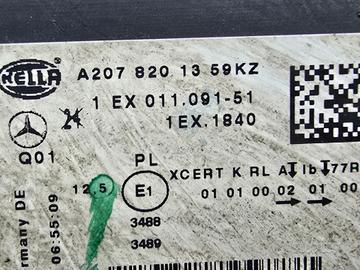 HELLA
A207 820 13 59KZ
1 EX 011.091-51
1EX.1840
Q01
PL
XCERT K RL A Ib 77R
12,5
E1
01 01 00 02 01 00
3488
3489
many DE
06:55:09